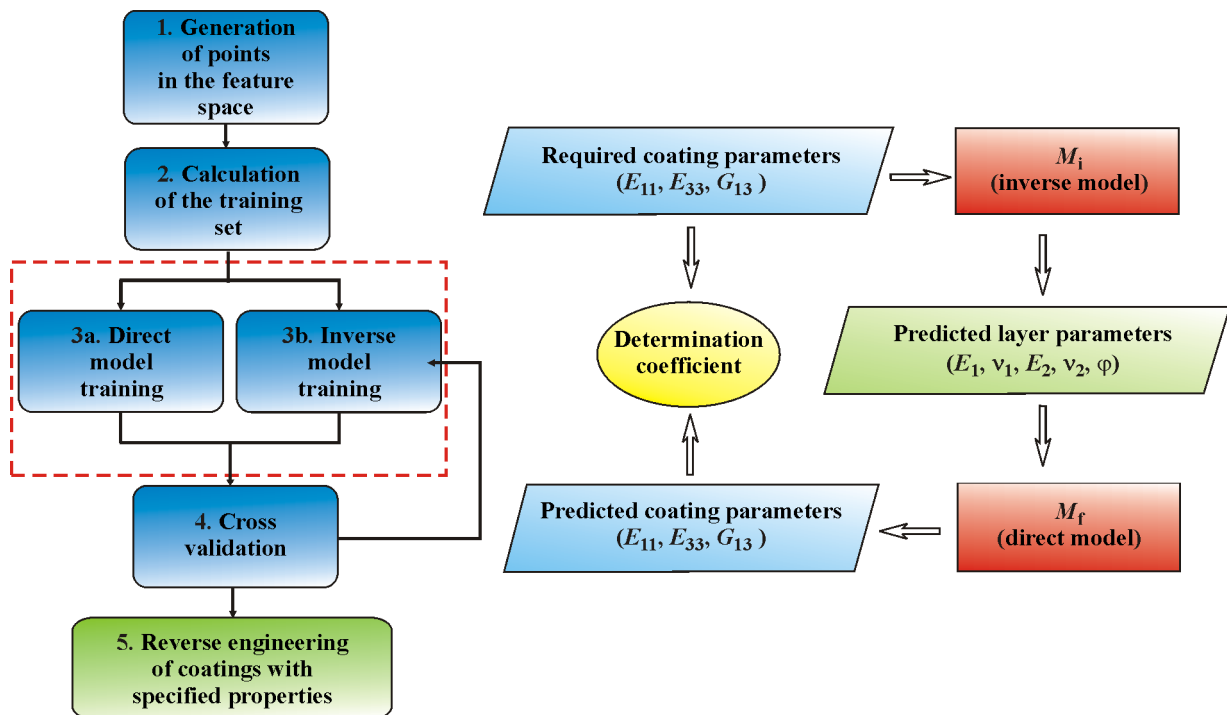 1. Generation
of points
in the feature
space
2. Calculation
of the training
set
3a. Direct
model
training
3b. Inverse
model
training
4. Cross
validation
5. Reverse engineering
of coatings with
specified properties
Required coating parameters
(E11, E33, G13 )
Mi
(inverse model)
Determination
coefficient
Predicted layer parameters
(E1, ν1, E2, ν2, φ)
Predicted coating parameters
(E11, E33, G13 )
Mf
(direct model)